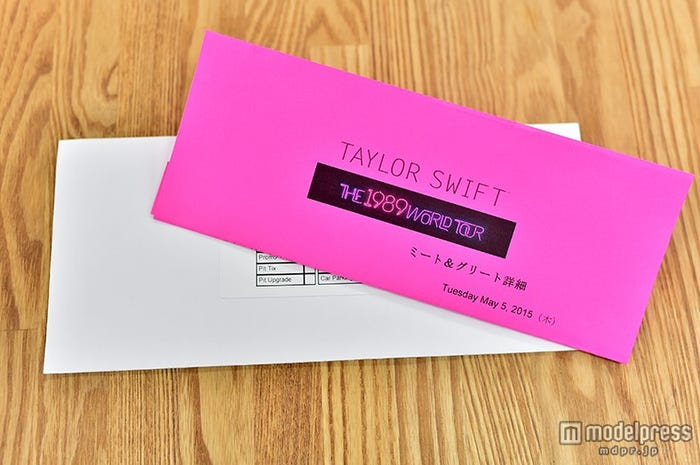 TAYLOR SWIFT
THE 1989 WORLD TOUR
ミート＆グリート詳細
Tuesday May 5, 2015（木）
Pit Tix
Pit Upgrade
modelpress
mdpr.jp